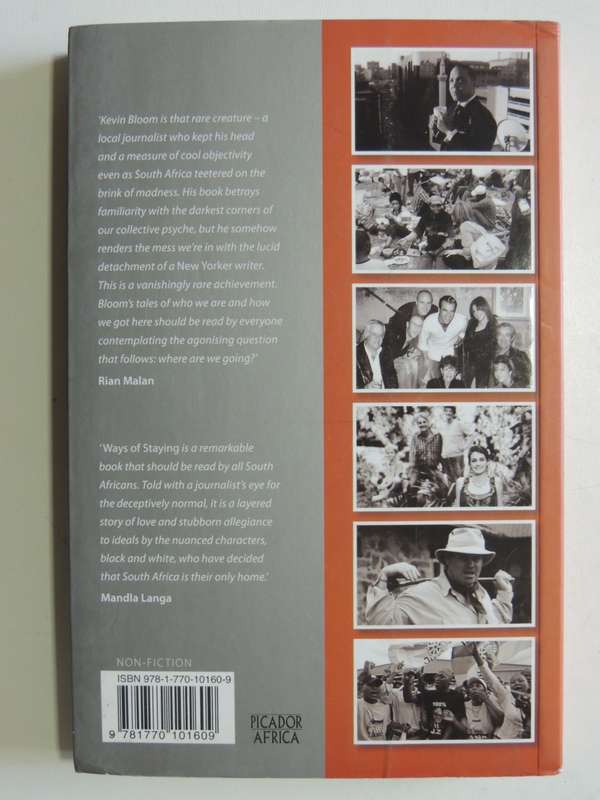 ‘Kevin Bloom is that rare creature – a
local journalist who kept his head
and a measure of cool objectivity
even as South Africa teetered on the
brink of madness. His book betrays
familiarity with the darkest corners of
our collective psyche, but he somehow
renders the mess we’re in with the lucid
detachment of a New Yorker writer.
This is a vanishingly rare achievement.
Bloom’s tales of who we are and how
we got here should be read by everyone
contemplating the agonising question
that follows: where are we going?’
Rian Malan
‘Ways of Staying is a remarkable
book that should be read by all South
Africans. Told with a journalist’s eye for
the deceptively normal, it is a layered
story of love and stubborn allegiance
to ideals by the nuanced characters,
black and white, who have decided
that South Africa is their only home.’
Mandla Langa
NON-FICTION
ISBN 978-1-770-10160-9
9 781770 101609
PICADOR
AFRICA
100%